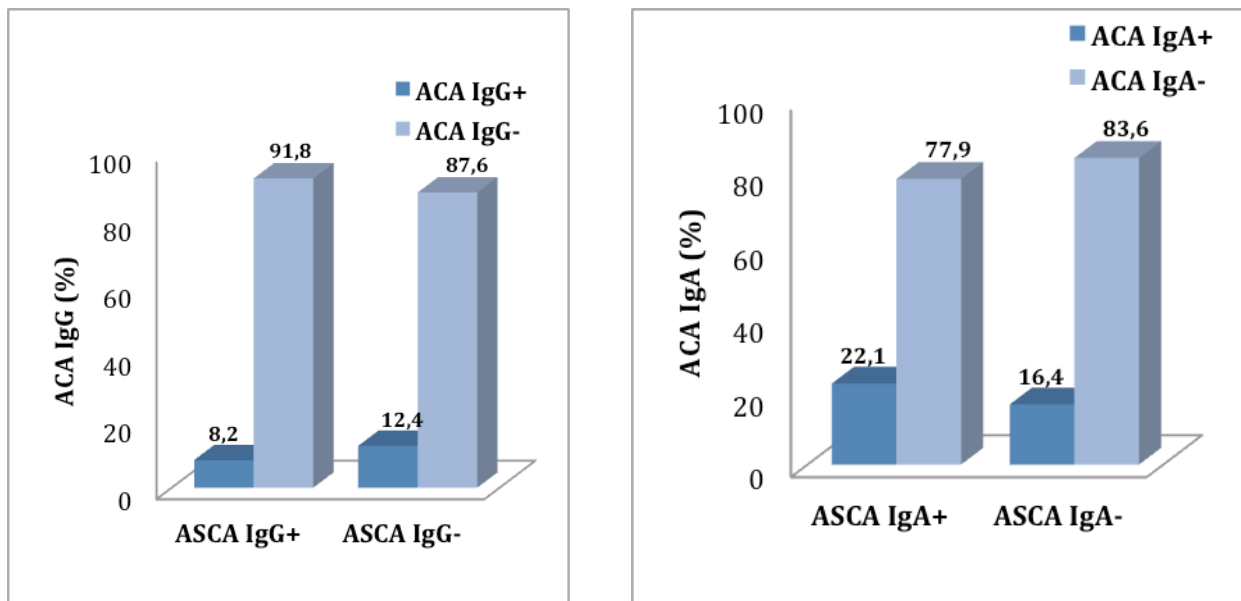 ACA IgG+
ACA IgG-
100
80
60
40
20
0
ACA IgG (%)
91,8
87,6
8,2
12,4
ASCA IgG+ ASCA IgG-
ACA IgA+
ACA IgA-
100
80
60
40
20
0
ACA IgA (%)
77,9
83,6
22,1
16,4
ASCA IgA+ ASCA IgA-